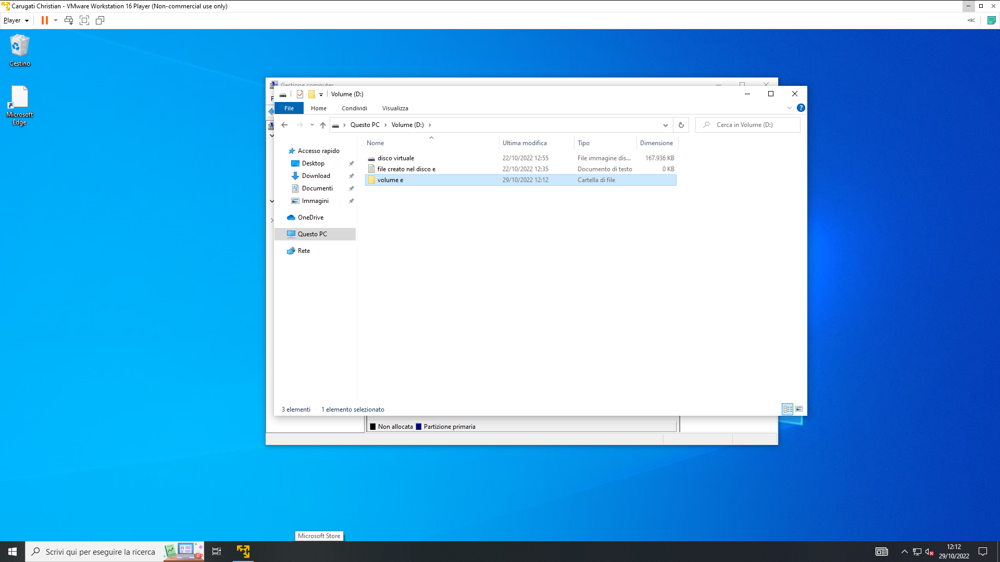 Carugati Christian - VMware Workstation 16 Player (Non-commercial use only)
Player
Cestino
Microsoft
Edge
Gestione computer
F
Volume (D:)
File Home Condividi Visualizza
Questo PC Volume (D:)
Cerca in Volume (D:)
Nome Ultima modifica Tipo Dimensione
Accesso rapido
Desktop
Download
Documenti
Immagini
OneDrive
Questo PC
Rete
disco virtuale 22/10/2022 12:55 File immagine dis... 167.936 KB
file creato nel disco e 22/10/2022 12:35 Documento di testo 0 KB
volume e 29/10/2022 12:12 Cartella di file
3 elementi 1 elemento selezionato
Non allocata Partizione primaria
Microsoft Store
Scrivi qui per eseguire la ricerca
12:12
29/10/2022